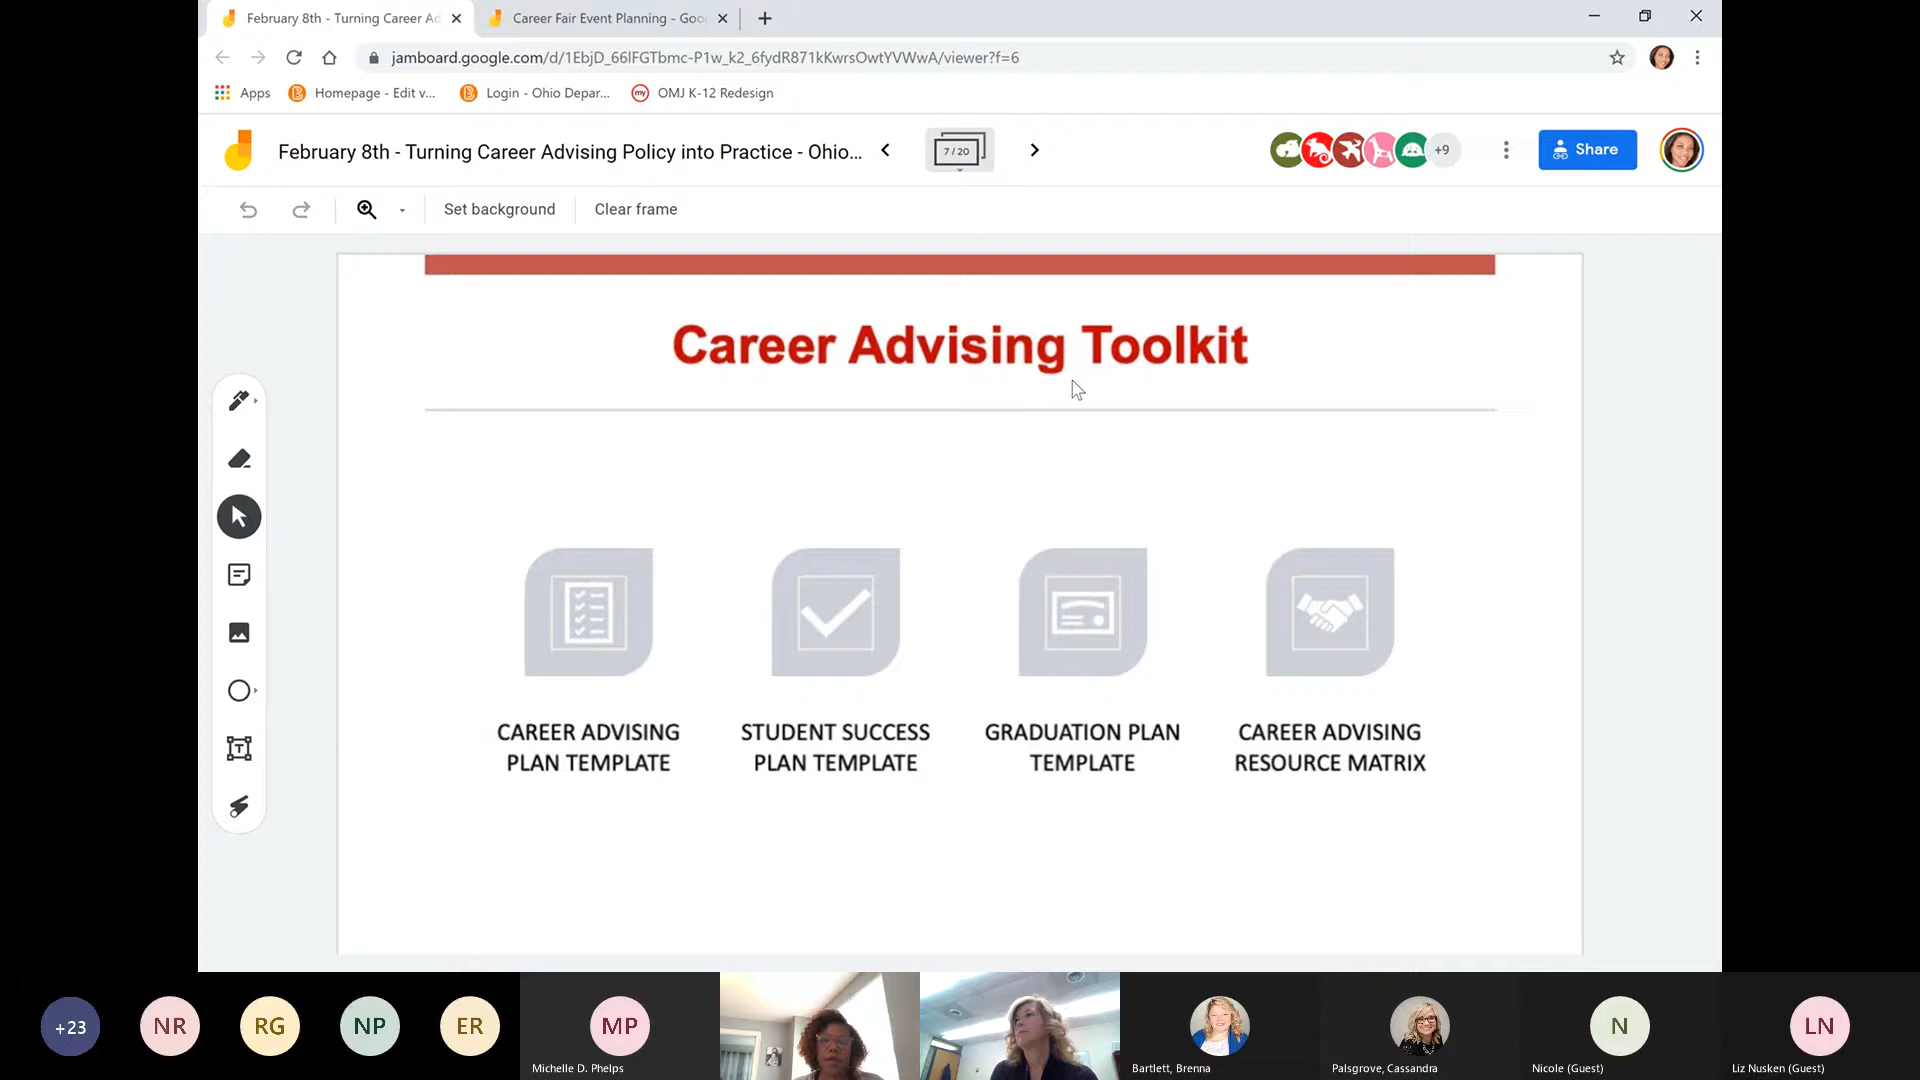 February 8th - Turning Career Ad
Career Fair Event Planning - Goo
jamboard.google.com/d/1EbjD_66lFGTbmc-P1w_k2_6fydR871kKwrsOwtYVWwA/viewer?f=6
Apps
Homepage - Edit v...
Login - Ohio Depar...
my
OMJ K-12 Redesign
February 8th - Turning Career Advising Policy into Practice - Ohio...
7 / 20
+9
Share
Set background
Clear frame
Career Advising Toolkit
CAREER ADVISING
PLAN TEMPLATE
STUDENT SUCCESS
PLAN TEMPLATE
GRADUATION PLAN
TEMPLATE
CAREER ADVISING
RESOURCE MATRIX
T
+23
NR
RG
NP
ER
MP
N
LN
Michelle D. Phelps
Bartlett, Brenna
Palsgrove, Cassandra
Nicole (Guest)
Liz Nusken (Guest)